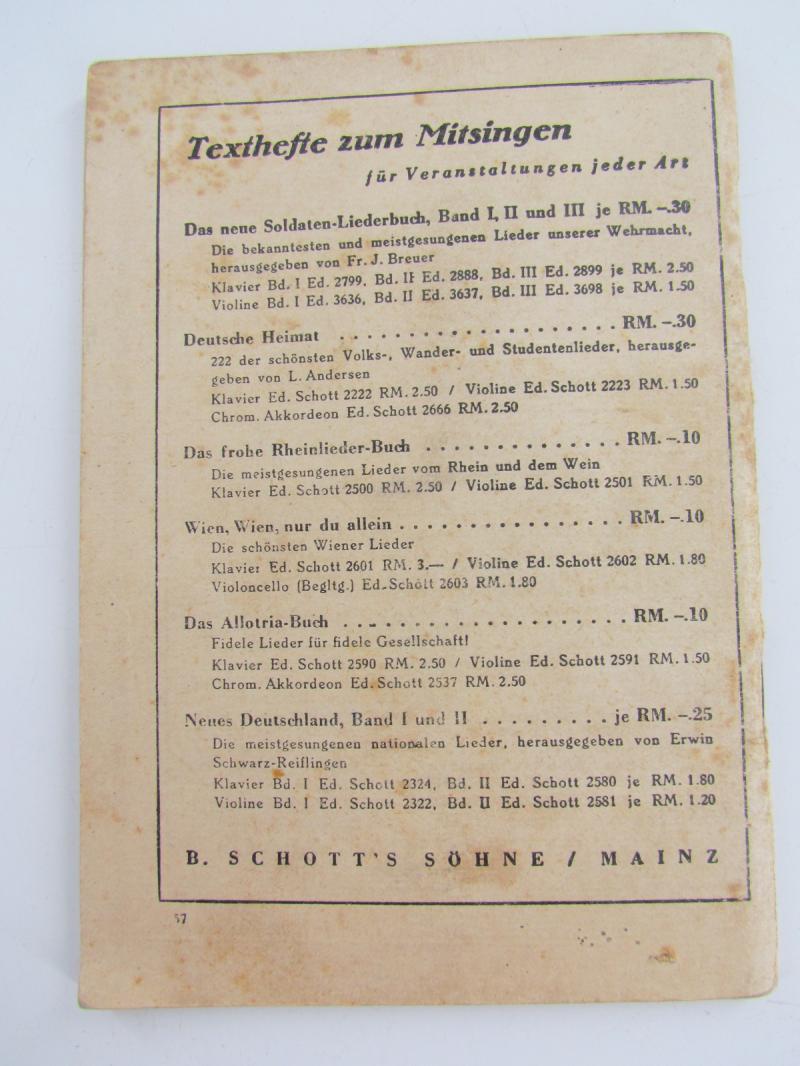 Texthefte zum Mitsingen
für Veranstaltungen jeder Art
Das neue Soldaten-Liederbuch, Band I, II und III je RM. -.30
Die bekanntesten und meistgesungenen Lieder unserer Wehrmacht,
herausgegeben von Fr. J. Breuer
Klavier Bd. I Ed. 2799, Bd. II Ed. 2888, Bd. III Ed. 2899 je RM. 2.50
Violine Bd. I Ed. 3636, Bd. II Ed. 3637, Bd. III Ed. 3698 je RM. 1.50
Deutsche Heimat . . . . . . . . . . . . . . . . . . . . RM. -.30
222 der schönsten Volks-, Wander- und Studentenlieder, herausge-
geben von L. Andersen
Klavier Ed. Schott 2222 RM. 2.50 / Violine Ed. Schott 2223 RM. 1.50
Chrom. Akkordeon Ed. Schott 2666 RM. 2.50
Das frohe Rheinlieder-Buch . . . . . . . . . . . . . . RM. -.10
Die meistgesungenen Lieder vom Rhein und dem Wein
Klavier Ed. Schott 2500 RM. 2.50 / Violine Ed. Schott 2501 RM. 1.50
Wien, Wien, nur du allein . . . . . . . . . . . . . . . . RM. -.10
Die schönsten Wiener Lieder
Klavier Ed. Schott 2601 RM. 3.— / Violine Ed. Schott 2602 RM. 1.80
Violoncello (Begltg.) Ed. Schott 2603 RM. 1.80
Das Allotria-Buch . . . . . . . . . . . . . . . . . . . . RM. -.10
Fidele Lieder für fidele Gesellschaft!
Klavier Ed. Schott 2590 RM. 2.50 / Violine Ed. Schott 2591 RM. 1.50
Chrom. Akkordeon Ed. Schott 2537 RM. 2.50
Neues Deutschland, Band I und II . . . . . . . . . je RM. -.25
Die meistgesungenen nationalen Lieder, herausgegeben von Erwin
Schwarz-Reiflingen
Klavier Bd. I Ed. Schott 2324, Bd. II Ed. Schott 2580 je RM. 1.80
Violine Bd. I Ed. Schott 2322, Bd. II Ed. Schott 2581 je RM. 1.20
B. SCHOTT'S SÖHNE / MAINZ